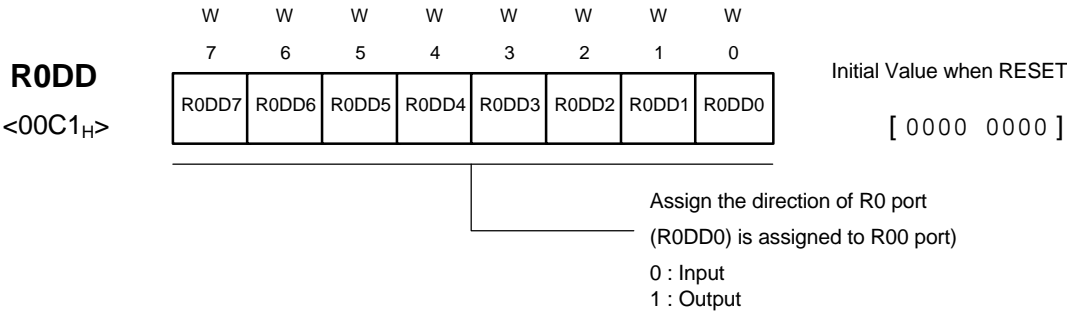 W W W W W W W W
7 6 5 4 3 2 1 0
R0DD
Initial Value when RESET
R0DD7 R0DD6 R0DD5 R0DD4 R0DD3 R0DD2 R0DD1 R0DD0
<00C1H>
[ 0000 0000 ]
Assign the direction of R0 port
(R0DD0) is assigned to R00 port)
0 : Input
1 : Output